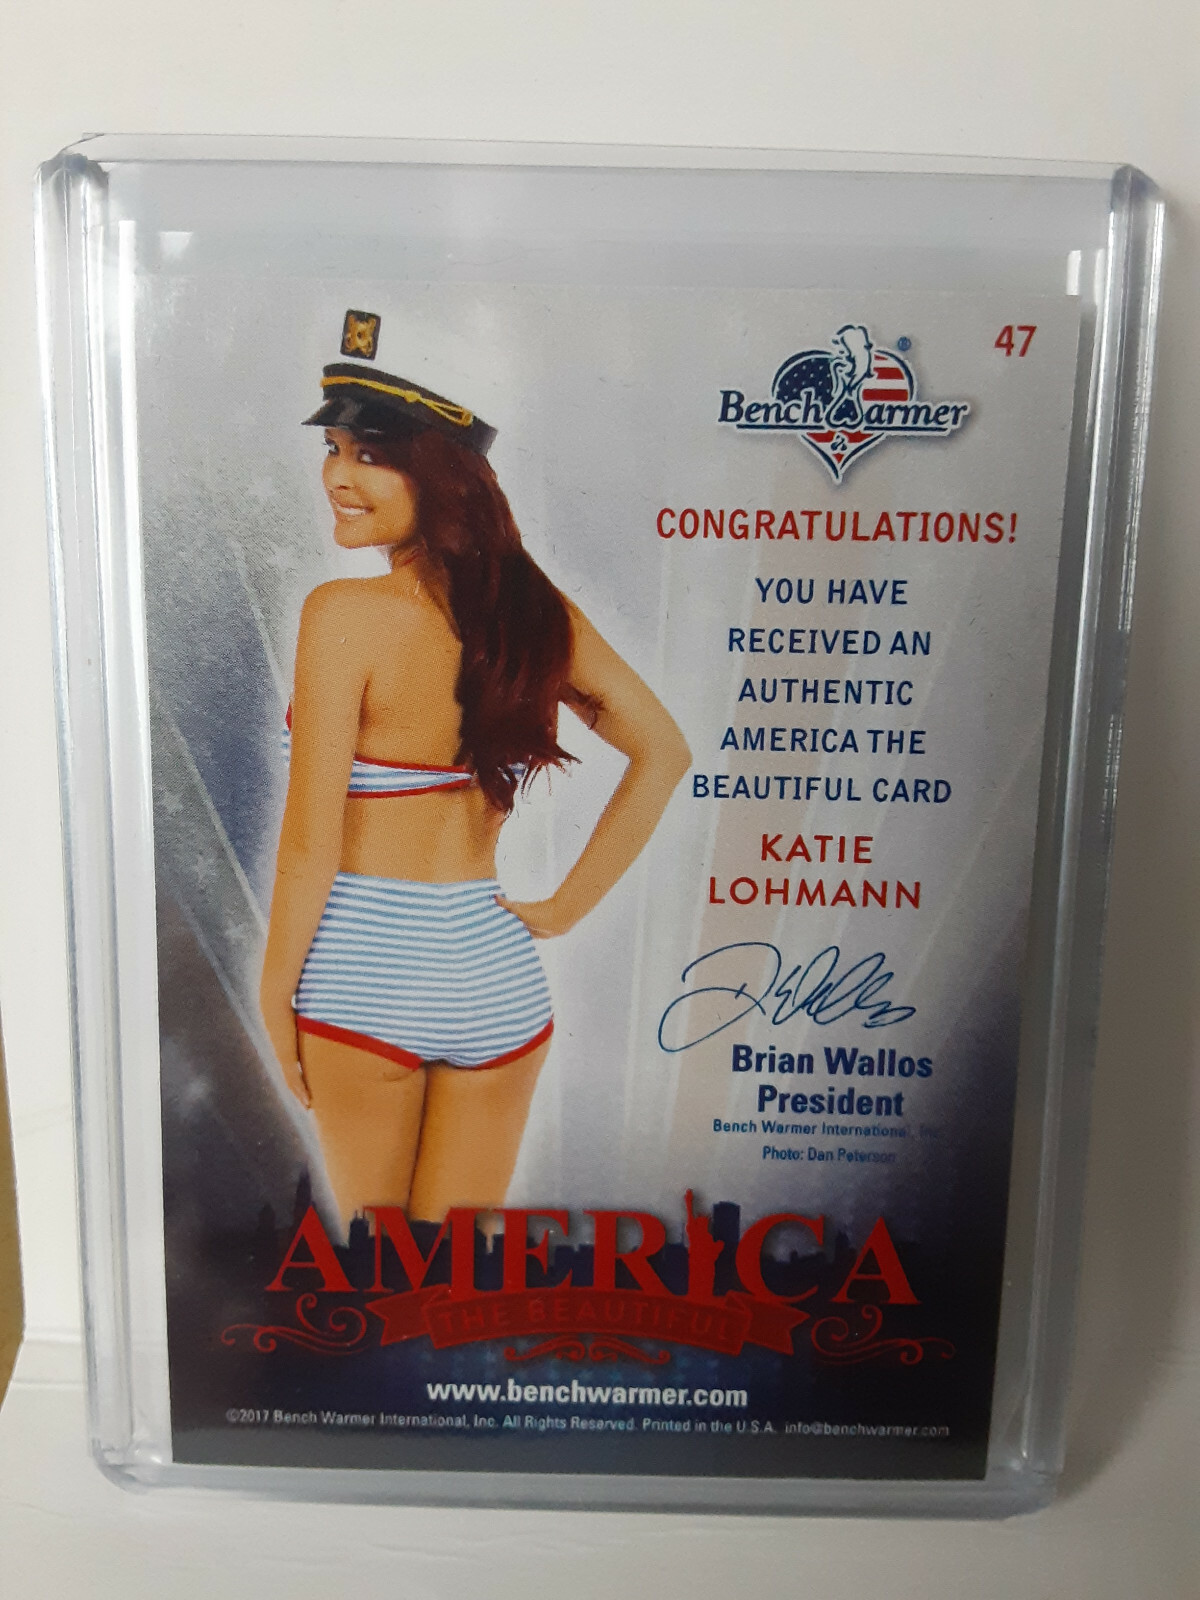 47
Bench Warmer
®
CONGRATULATIONS!
YOU HAVE
RECEIVED AN
AUTHENTIC
AMERICA THE
BEAUTIFUL CARD
KATIE
LOHMANN
Brian Wallos
President
Bench Warmer International, Inc.
Photo: Dan Peterson
AMERICA
THE BEAUTIFUL
www.benchwarmer.com
©2017 Bench Warmer International, Inc. All Rights Reserved. Printed in the U.S.A. info@benchwarmer.com